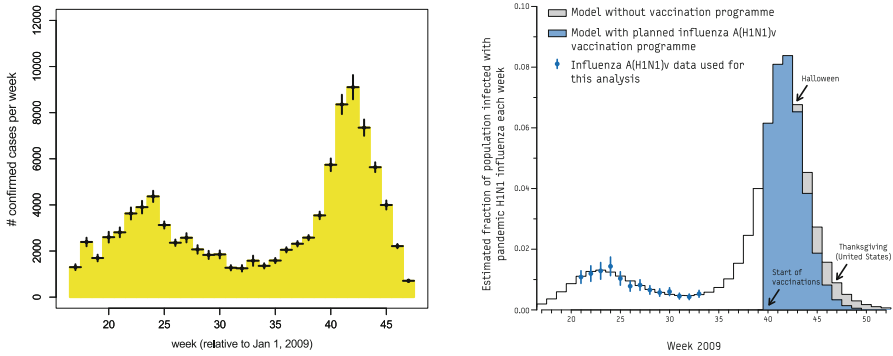 # confirmed cases per week
12000
10000
8000
6000
4000
2000
0
20 25 30 35 40 45
week (relative to Jan 1, 2009)
Estimated fraction of population infected with
pandemic H1N1 influenza each week
0.10
0.08
0.06
0.04
0.02
0.00
Model without vaccination programme
Model with planned influenza A(H1N1)v
vaccination programme
Influenza A(H1N1)v data used for
this analysis
Halloween
Thanksgiving
(United States)
Start of
vaccinations
20 25 30 35 40 45 50
Week 2009